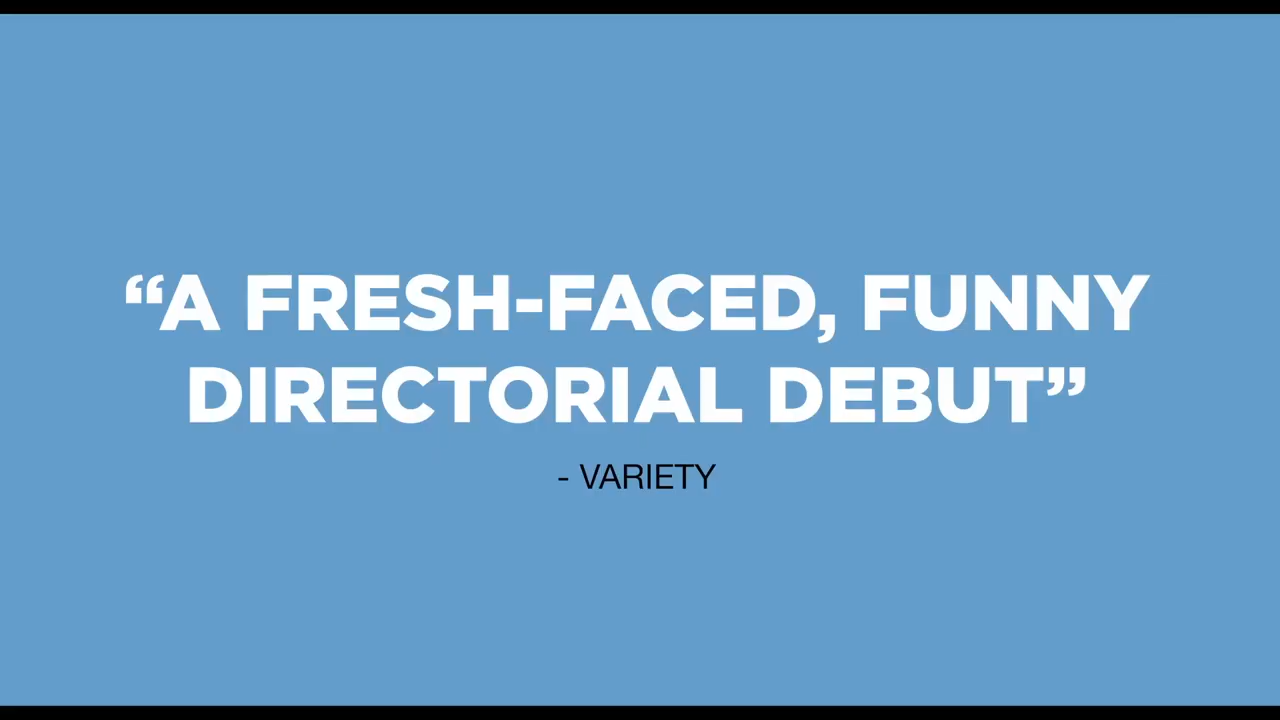 “A FRESH-FACED, FUNNY
DIRECTORIAL DEBUT”
- VARIETY